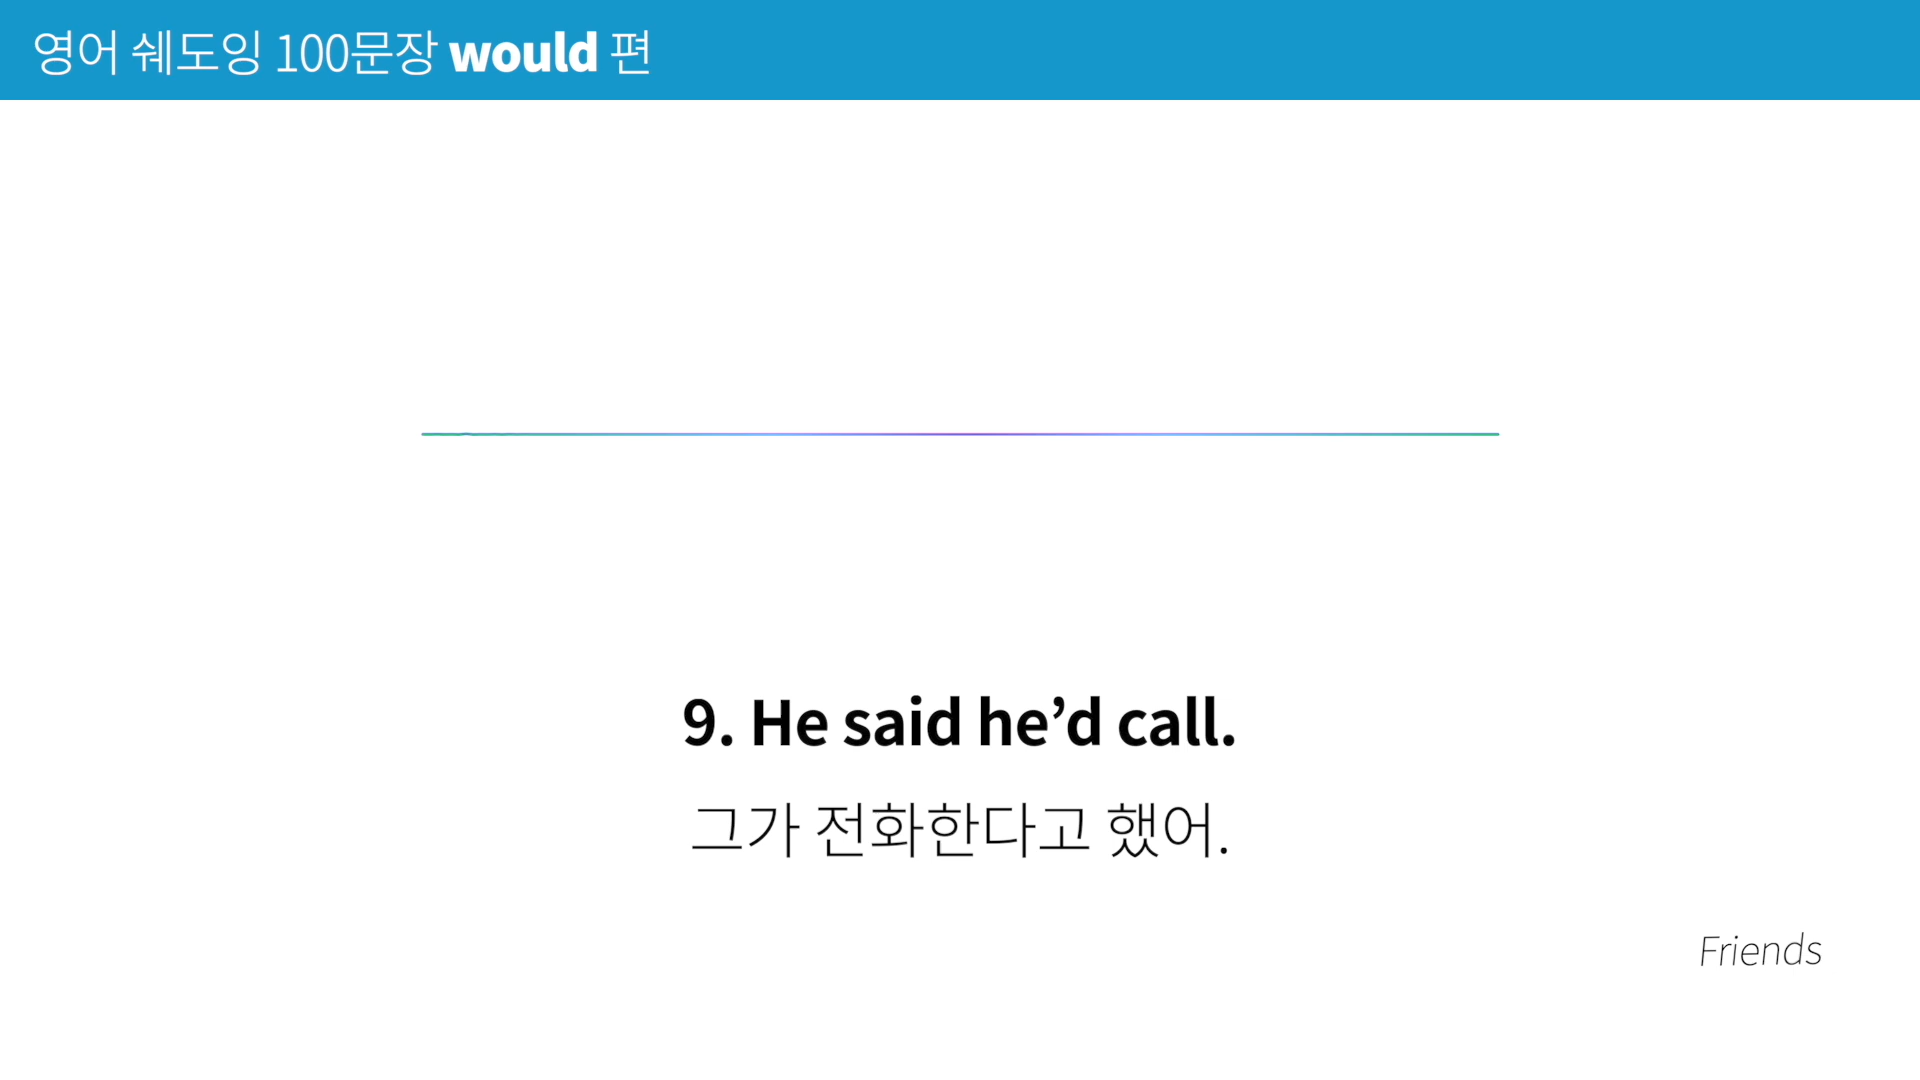 영어 쉐도잉 100문장 would 편
9. He said he’d call.
그가 전화한다고 했어.
Friends